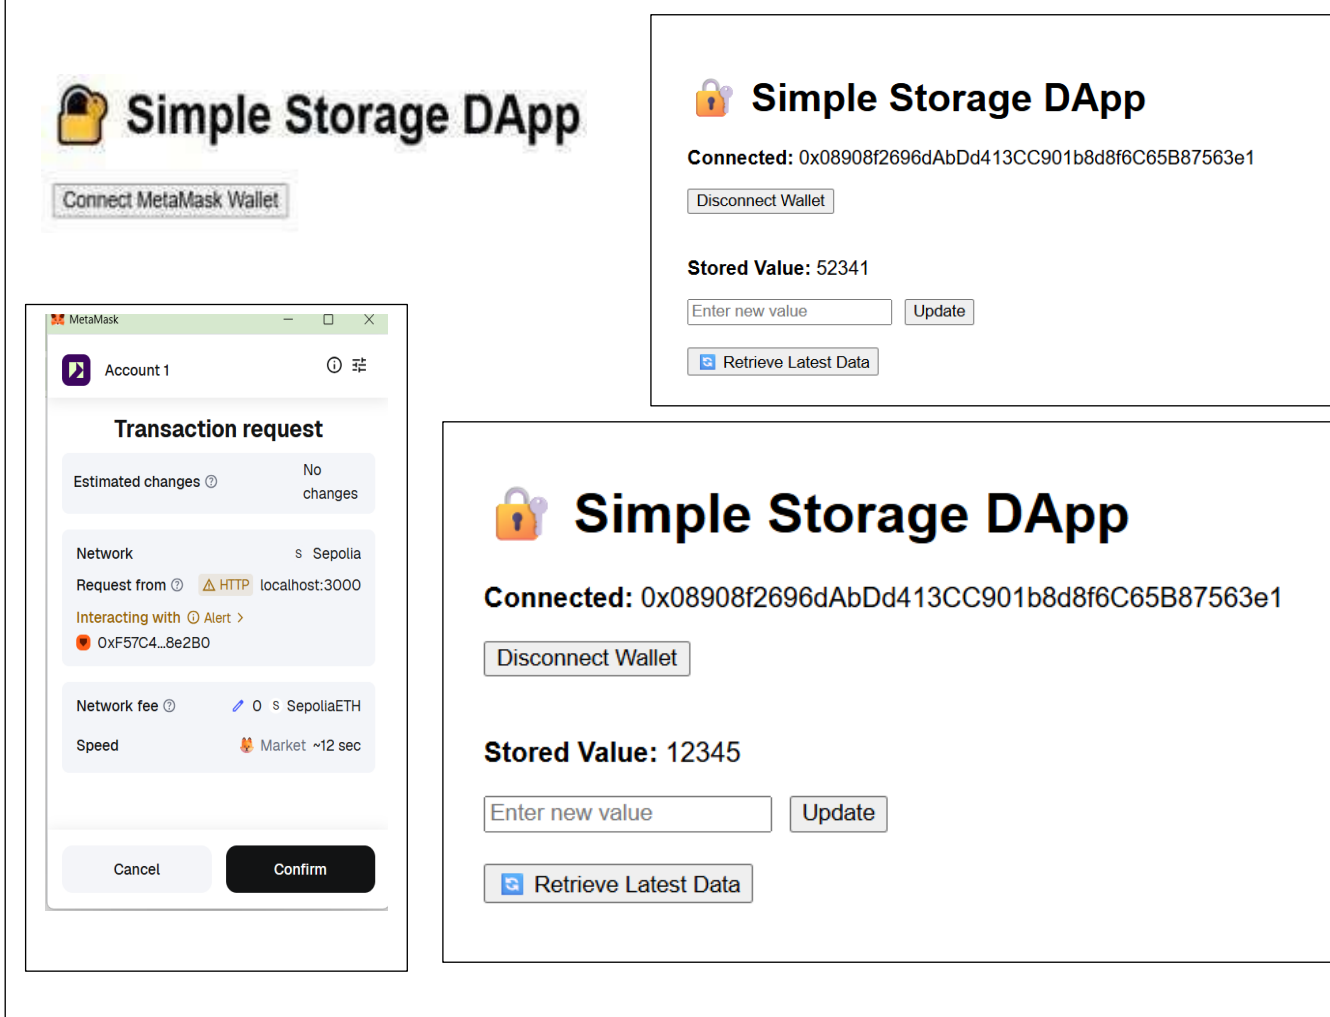 Simple Storage DApp
Connect MetaMask Wallet
Simple Storage DApp
Connected: 0x08908f2696dAbDd413CC901b8d8f6C65B87563e1
Disconnect Wallet
Stored Value: 52341
Enter new value Update
Retrieve Latest Data
MetaMask
Account 1
Transaction request
Estimated changes No changes
Network S Sepolia
Request from HTTP localhost:3000
Interacting with Alert >
0xF57C4...8e2B0
Network fee 0 S SepoliaETH
Speed Market ~12 sec
Cancel Confirm
Simple Storage DApp
Connected: 0x08908f2696dAbDd413CC901b8d8f6C65B87563e1
Disconnect Wallet
Stored Value: 12345
Enter new value Update
Retrieve Latest Data